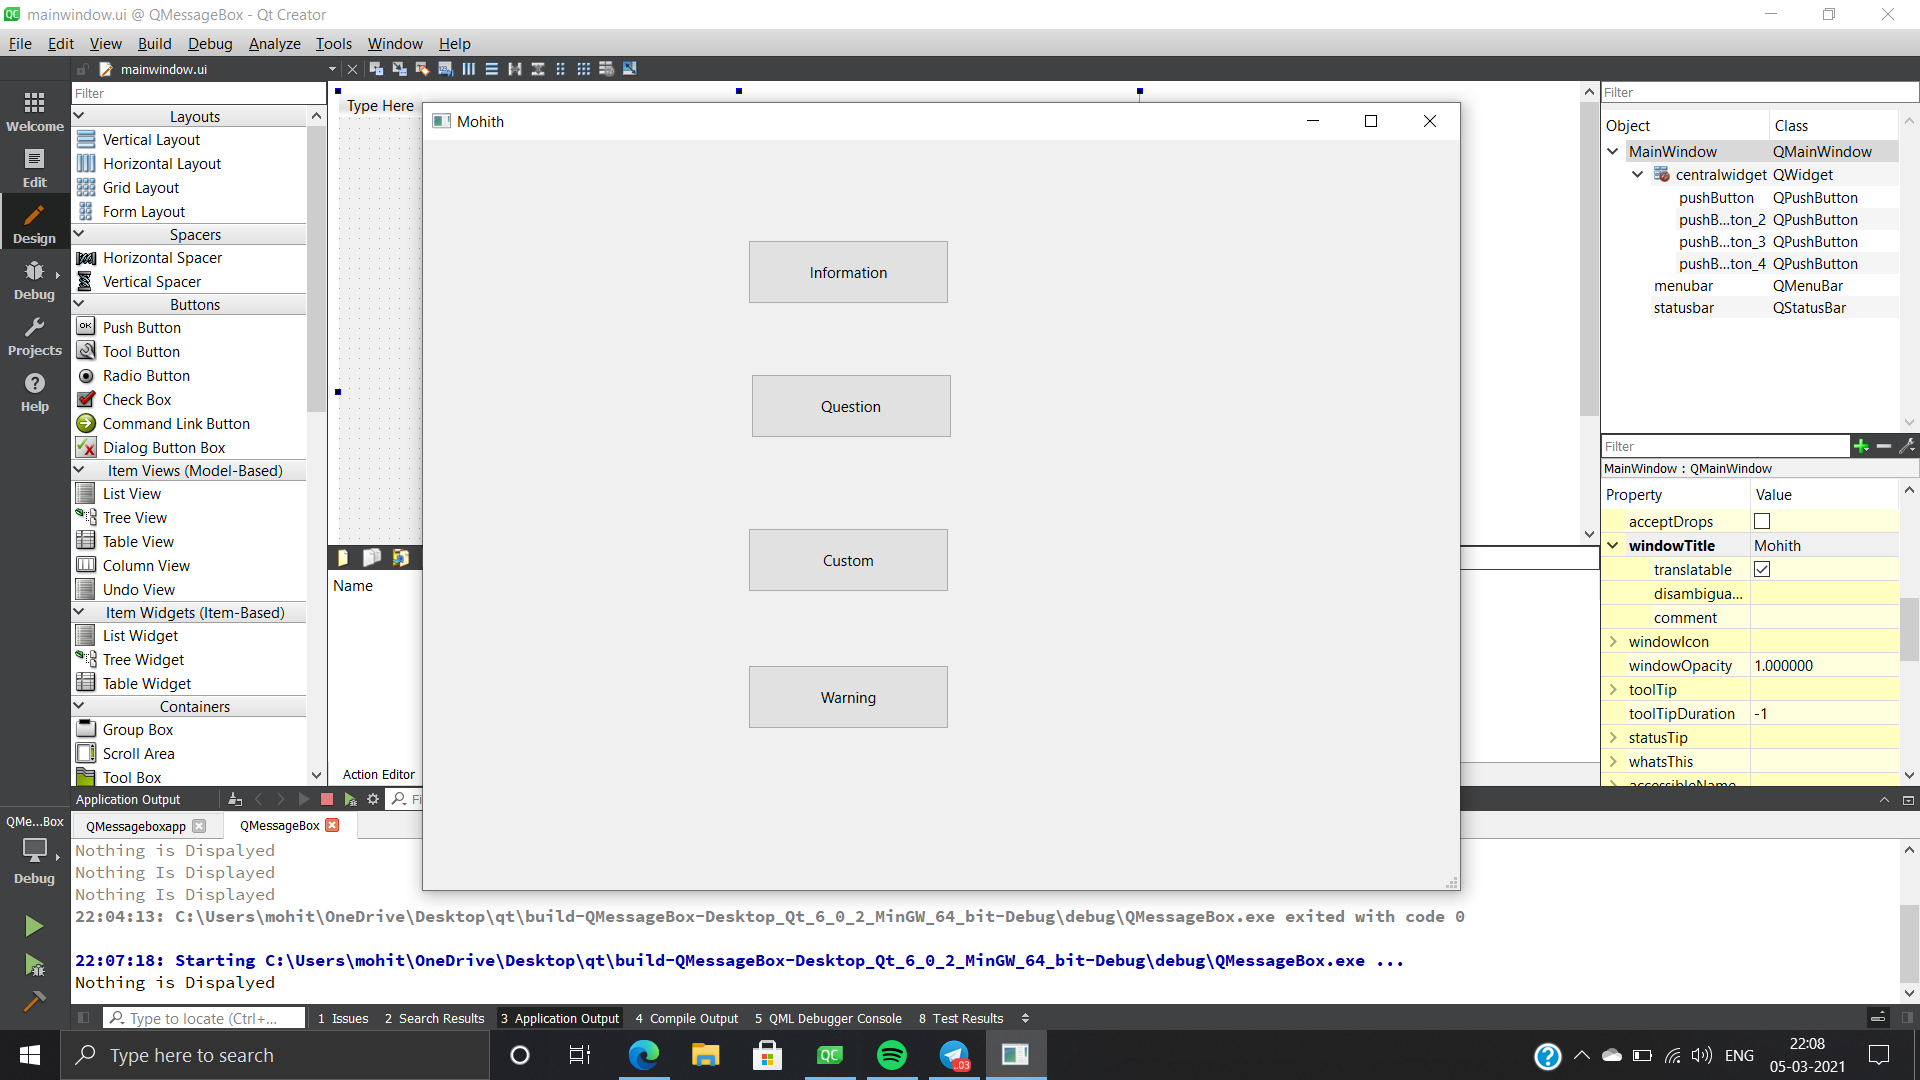 mainwindow.ui @ QMessageBox - Qt Creator
File Edit View Build Debug Analyze Tools Window Help
mainwindow.ui
Filter
Welcome
Edit
Design
Debug
Projects
Help
Layouts
Vertical Layout
Horizontal Layout
Grid Layout
Form Layout
Spacers
Horizontal Spacer
Vertical Spacer
Buttons
OK Push Button
Tool Button
Radio Button
Check Box
Command Link Button
Dialog Button Box
Item Views (Model-Based)
List View
Tree View
Table View
Column View
Undo View
Item Widgets (Item-Based)
List Widget
Tree Widget
Table Widget
Containers
Group Box
Scroll Area
Tool Box
Type Here
Name
Action Editor
Mohith
Information
Question
Custom
Warning
Filter
Object Class
MainWindow QMainWindow
centralwidget QWidget
pushButton QPushButton
pushB...ton_2 QPushButton
pushB...ton_3 QPushButton
pushB...ton_4 QPushButton
menubar QMenuBar
statusbar QStatusBar
Filter
MainWindow : QMainWindow
Property Value
acceptDrops
windowTitle Mohith
translatable
disambigua...
comment
windowIcon
windowOpacity 1.000000
toolTip
toolTipDuration -1
statusTip
whatsThis
accessibleName
Application Output Fi
QMessageboxapp QMessageBox
Nothing is Dispalyed
Nothing Is Displayed
Nothing Is Displayed
22:04:13: C:\Users\mohit\OneDrive\Desktop\qt\build-QMessageBox-Desktop_Qt_6_0_2_MinGW_64_bit-Debug\debug\QMessageBox.exe exited with code 0
22:07:18: Starting C:\Users\mohit\OneDrive\Desktop\qt\build-QMessageBox-Desktop_Qt_6_0_2_MinGW_64_bit-Debug\debug\QMessageBox.exe ...
Nothing is Dispalyed
QMe...Box
Debug
Type to locate (Ctrl+... 1 Issues 2 Search Results 3 Application Output 4 Compile Output 5 QML Debugger Console 8 Test Results
Type here to search
QC
..03
ENG
22:08
05-03-2021